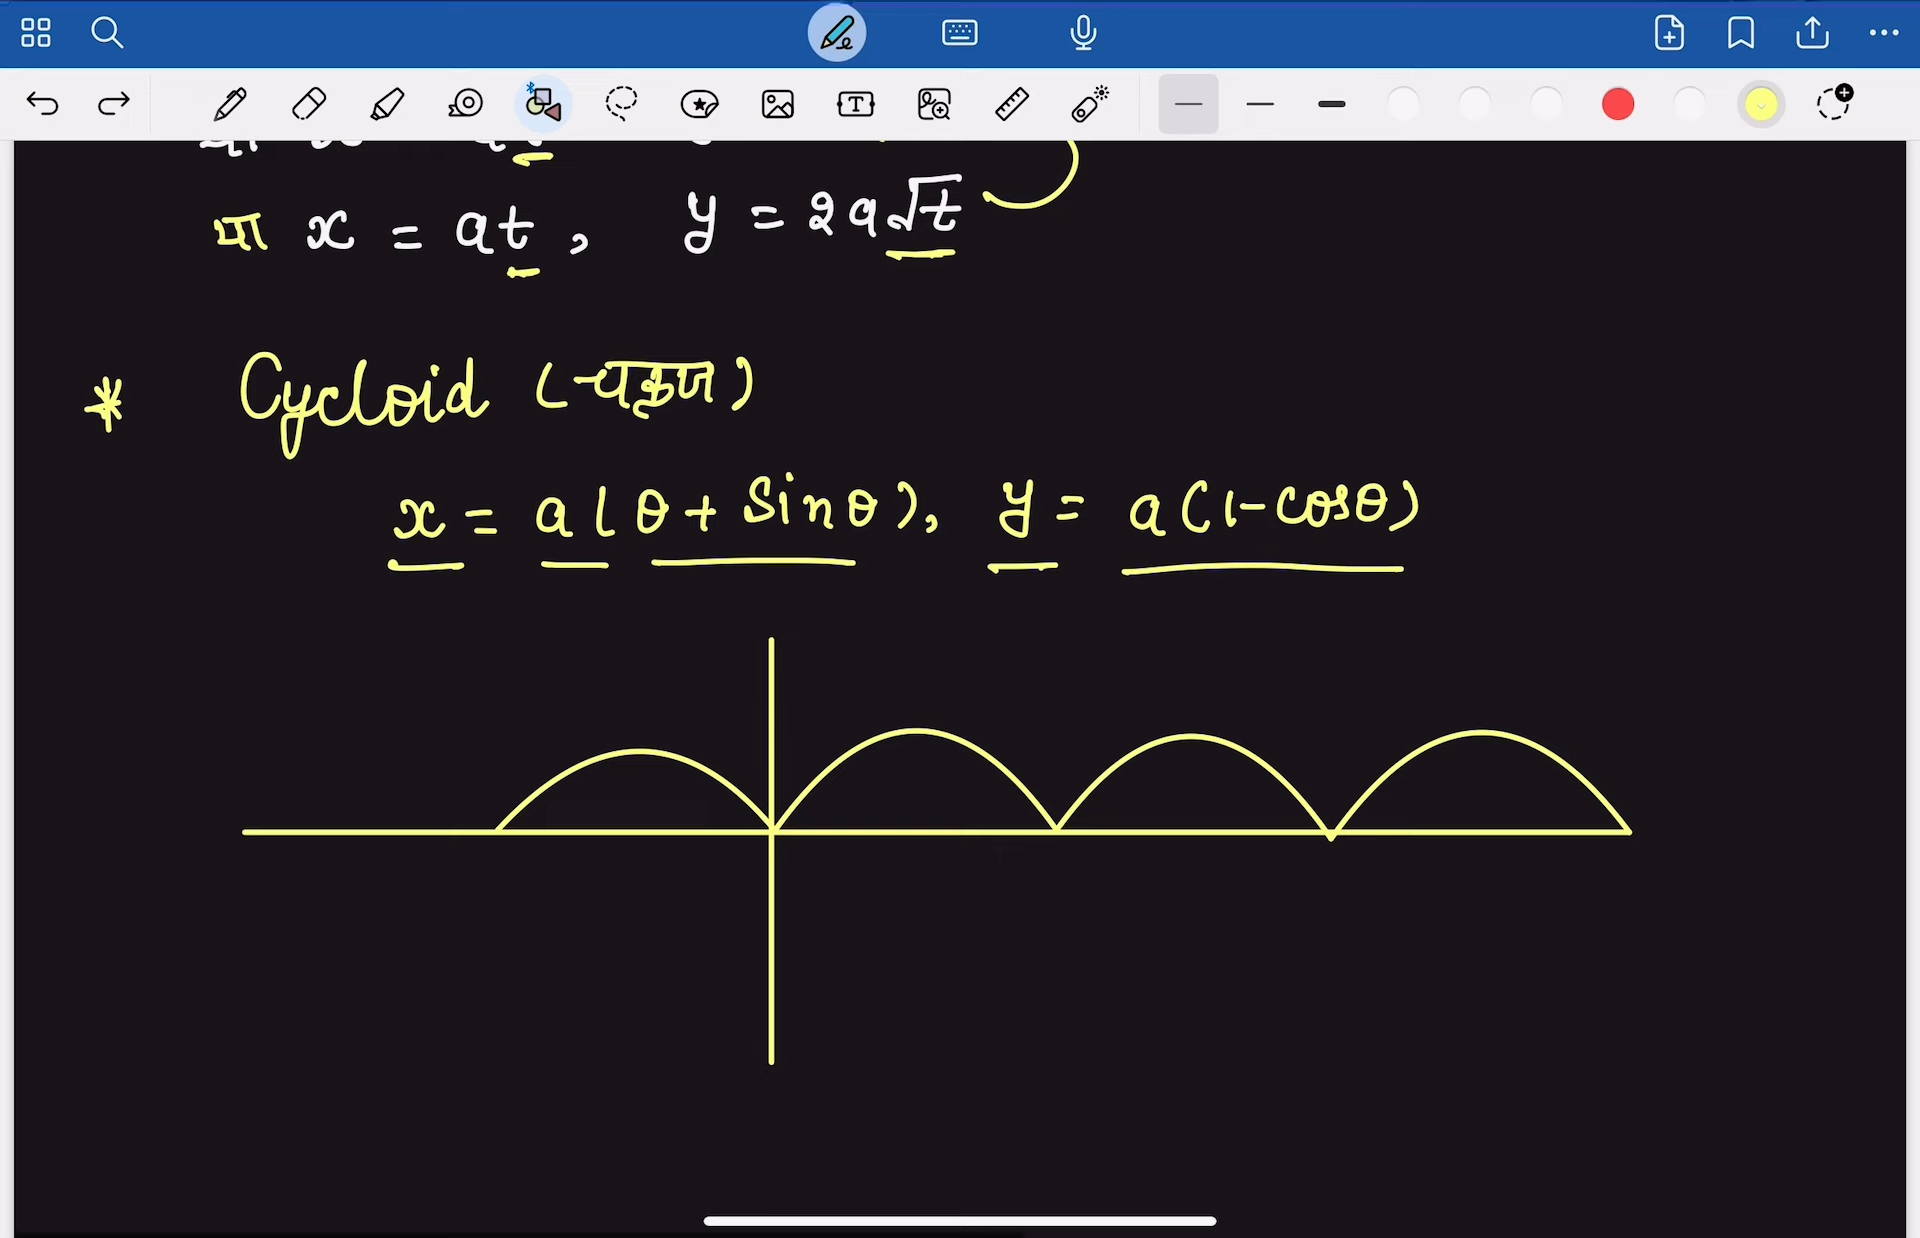 या x = at, y = 2a√t
* Cycloid (चक्रज)
x = a(θ + Sinθ), y = a(1-cosθ)